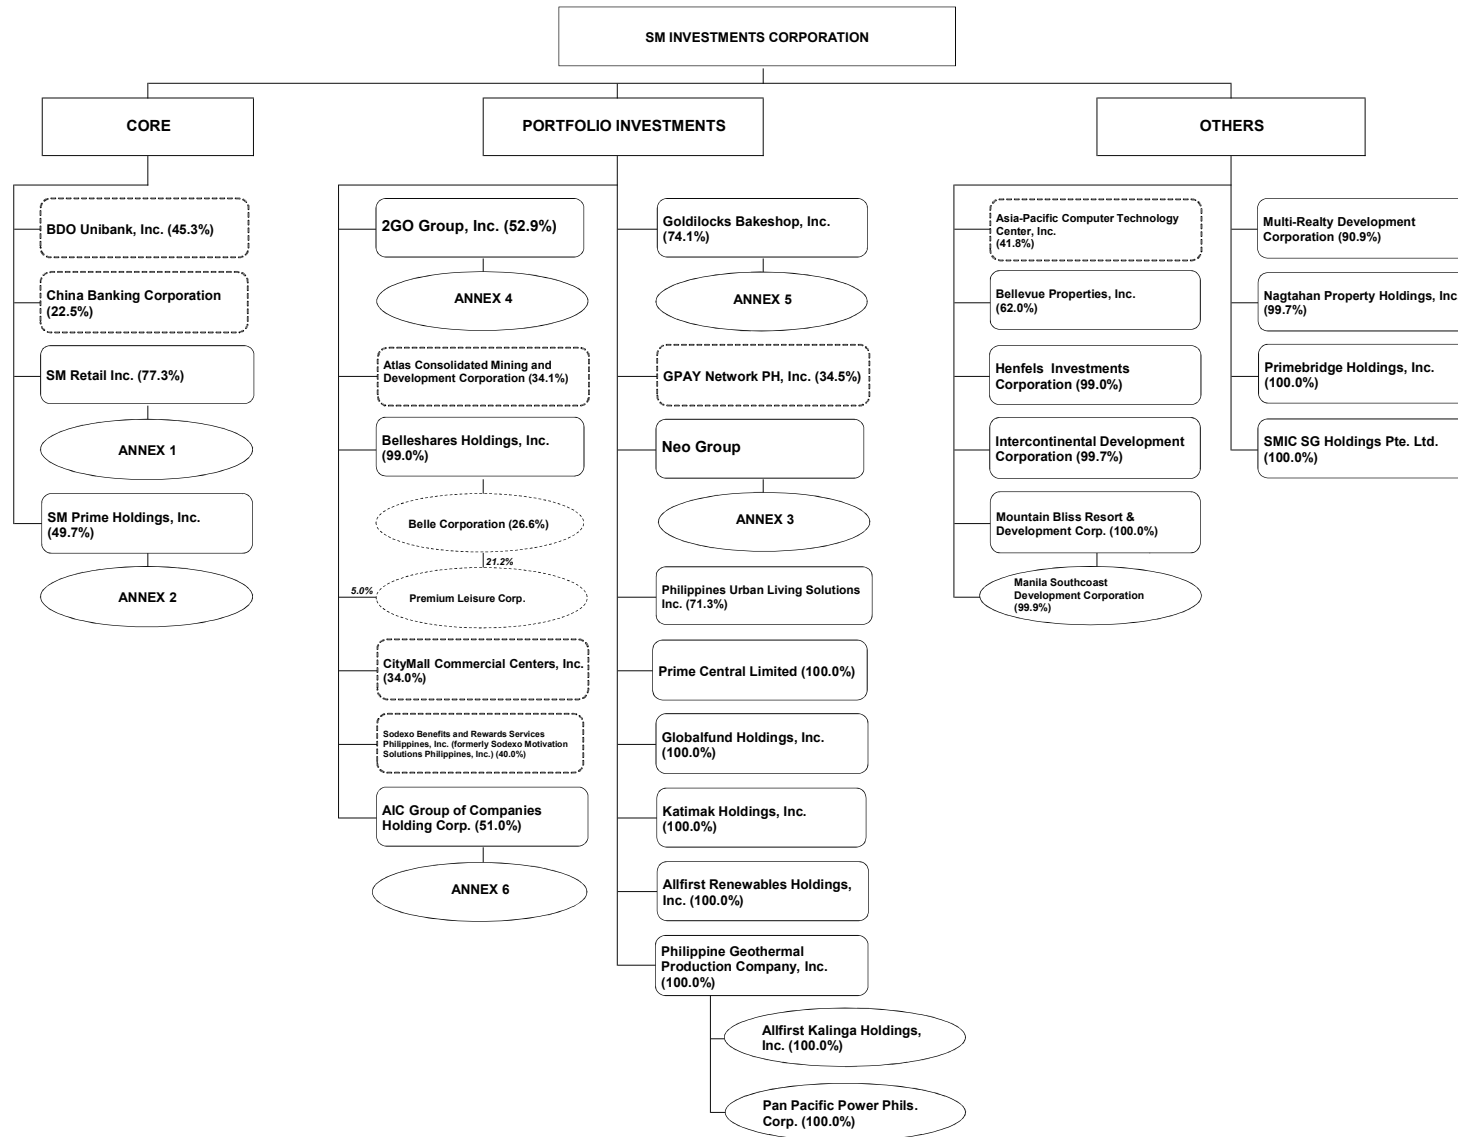 SM INVESTMENTS CORPORATION
CORE
PORTFOLIO INVESTMENTS
OTHERS
BDO Unibank, Inc. (45.3%)
China Banking Corporation
(22.5%)
SM Retail Inc. (77.3%)
ANNEX 1
SM Prime Holdings, Inc.
(49.7%)
ANNEX 2
2GO Group, Inc. (52.9%)
ANNEX 4
Atlas Consolidated Mining and
Development Corporation (34.1%)
Belleshares Holdings, Inc.
(99.0%)
Belle Corporation (26.6%)
21.2%
5.0%
Premium Leisure Corp.
CityMall Commercial Centers, Inc.
(34.0%)
Sodexo Benefits and Rewards Services
Philippines, Inc. (formerly Sodexo Motivation
Solutions Philippines, Inc.) (40.0%)
AIC Group of Companies
Holding Corp. (51.0%)
ANNEX 6
Goldilocks Bakeshop, Inc.
(74.1%)
ANNEX 5
GPAY Network PH, Inc. (34.5%)
Neo Group
ANNEX 3
Philippines Urban Living Solutions
Inc. (71.3%)
Prime Central Limited (100.0%)
Globalfund Holdings, Inc.
(100.0%)
Katimak Holdings, Inc.
(100.0%)
Allfirst Renewables Holdings,
Inc. (100.0%)
Philippine Geothermal
Production Company, Inc.
(100.0%)
Allfirst Kalinga Holdings,
Inc. (100.0%)
Pan Pacific Power Phils.
Corp. (100.0%)
Asia-Pacific Computer Technology
Center, Inc.
(41.8%)
Bellevue Properties, Inc.
(62.0%)
Henfels Investments
Corporation (99.0%)
Intercontinental Development
Corporation (99.7%)
Mountain Bliss Resort &
Development Corp. (100.0%)
Manila Southcoast
Development Corporation
(99.9%)
Multi-Realty Development
Corporation (90.9%)
Nagtahan Property Holdings, Inc
(99.7%)
Primebridge Holdings, Inc.
(100.0%)
SMIC SG Holdings Pte. Ltd.
(100.0%)